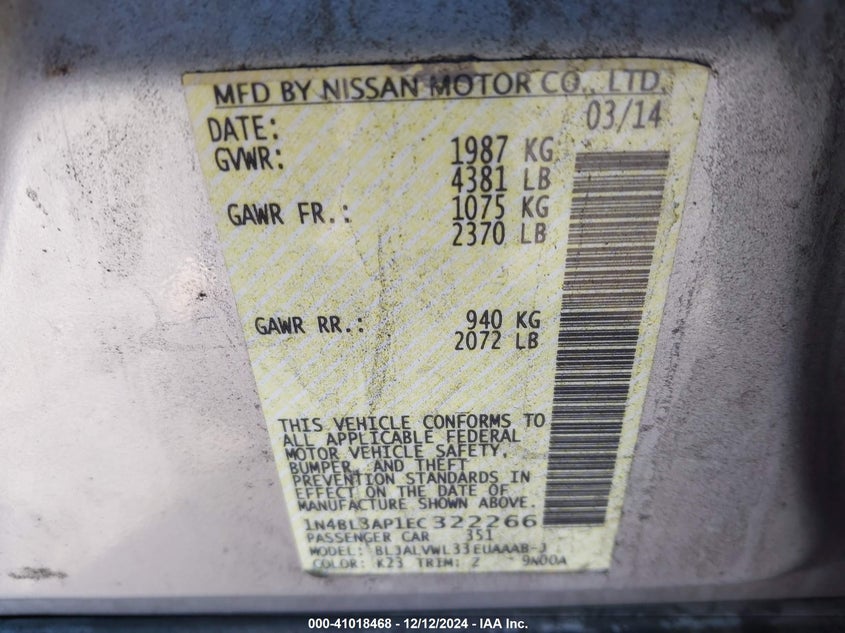 MFD BY NISSAN MOTOR CO., LTD.
DATE: 03/14
GVWR: 1987 KG
4381 LB
GAWR FR.: 1075 KG
2370 LB
GAWR RR.: 940 KG
2072 LB
THIS VEHICLE CONFORMS TO
ALL APPLICABLE FEDERAL
MOTOR VEHICLE SAFETY,
BUMPER, AND THEFT
PREVENTION STANDARDS IN
EFFECT ON THE DATE OF
MANUFACTURE SHOWN ABOVE.
1N4BL3AP1EC322266
PASSENGER CAR 351
MODEL: BL3ALVWL33EUAAAB-J
COLOR: K23 TRIM: Z 9N00A
000-41018468 - 12/12/2024 - IAA Inc.